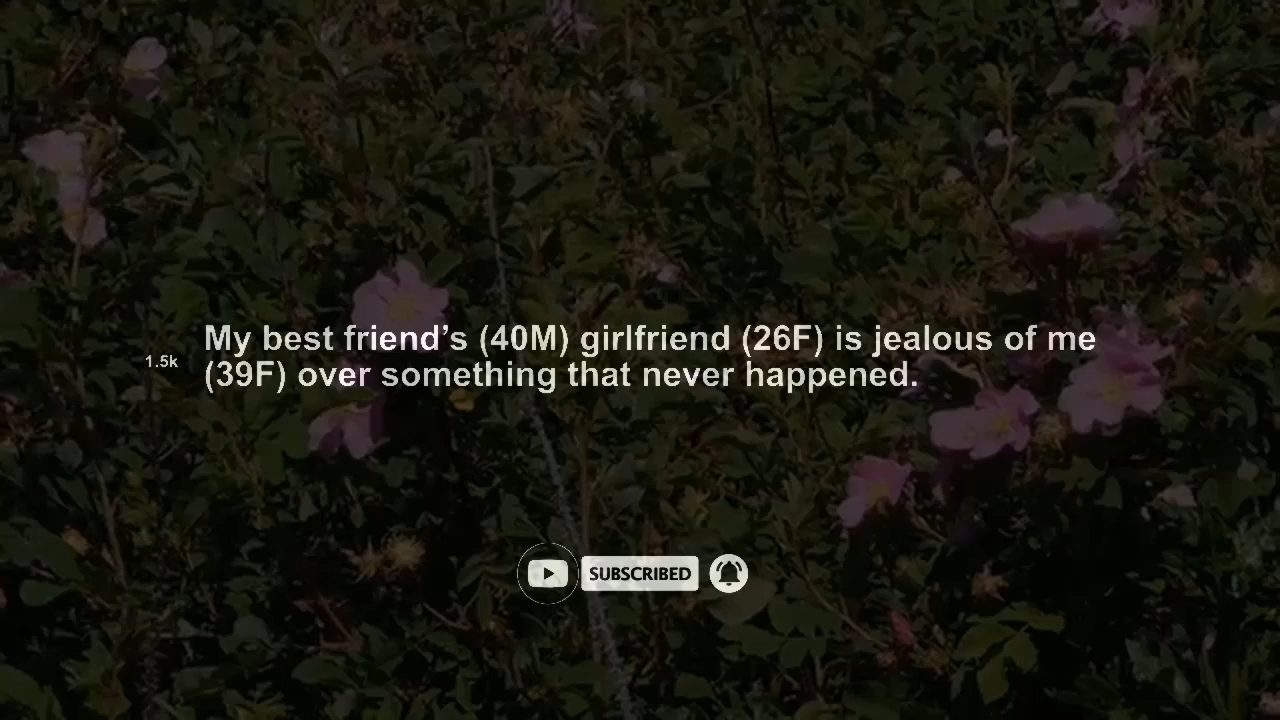 My best friend’s (40M) girlfriend (26F) is jealous of me
1.5k
(39F) over something that never happened.
SUBSCRIBED